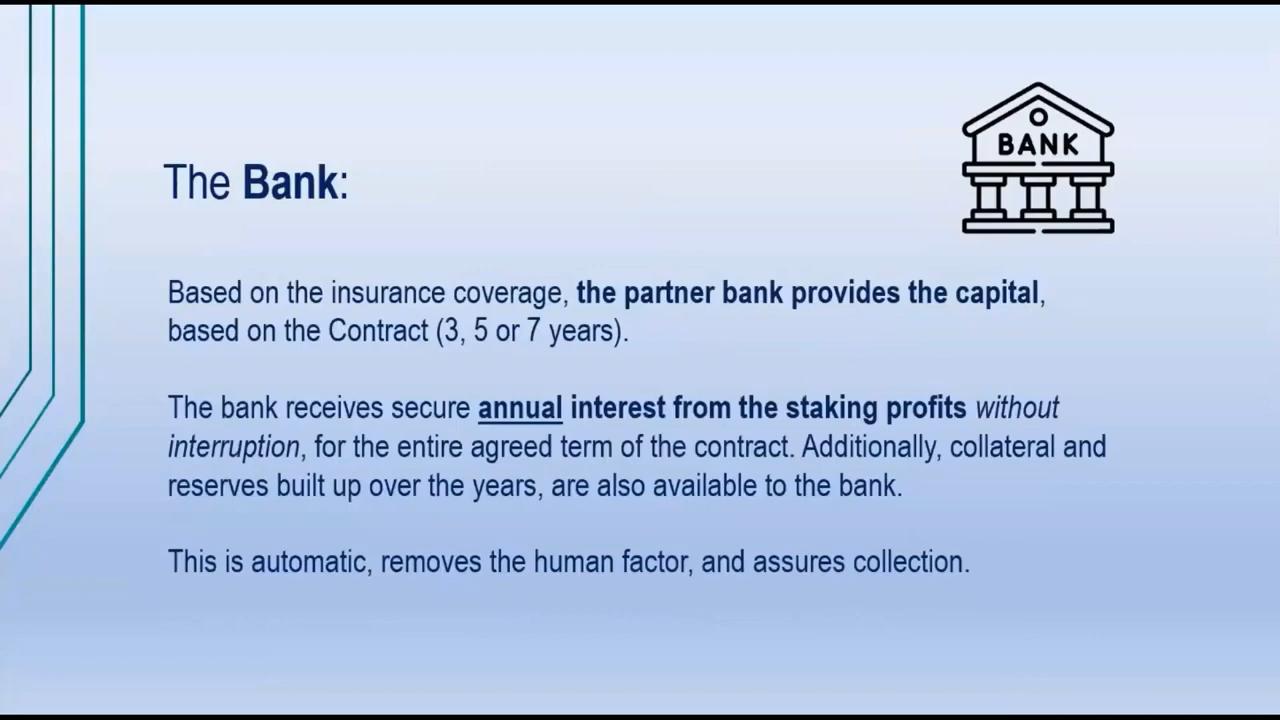 BANK
The Bank:
Based on the insurance coverage, the partner bank provides the capital,
based on the Contract (3, 5 or 7 years).
The bank receives secure annual interest from the staking profits without
interruption, for the entire agreed term of the contract. Additionally, collateral and
reserves built up over the years, are also available to the bank.
This is automatic, removes the human factor, and assures collection.